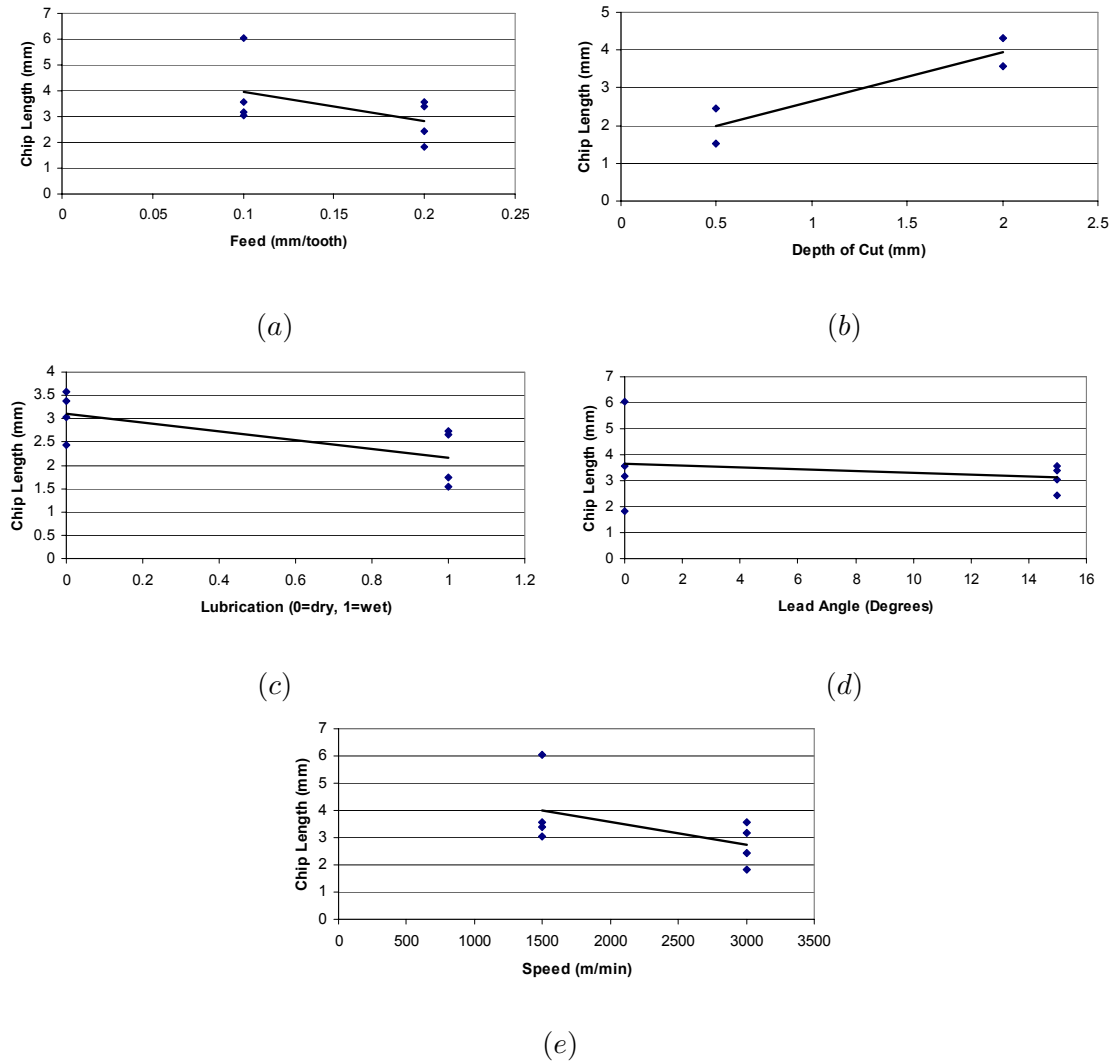 7
6
5
4
3
2
1
0
Chip Length (mm)
0 0.05 0.1 0.15 0.2 0.25
Feed (mm/tooth)
(a)
5
4
3
2
1
0
Chip Length (mm)
0 0.5 1 1.5 2 2.5
Depth of Cut (mm)
(b)
4
3.5
3
2.5
2
1.5
1
0.5
0
Chip Length (mm)
0 0.2 0.4 0.6 0.8 1 1.2
Lubrication (0=dry, 1=wet)
(c)
7
6
5
4
3
2
1
0
Chip Length (mm)
0 2 4 6 8 10 12 14 16
Lead Angle (Degrees)
(d)
7
6
5
4
3
2
1
0
Chip Length (mm)
0 500 1000 1500 2000 2500 3000 3500
Speed (m/min)
(e)